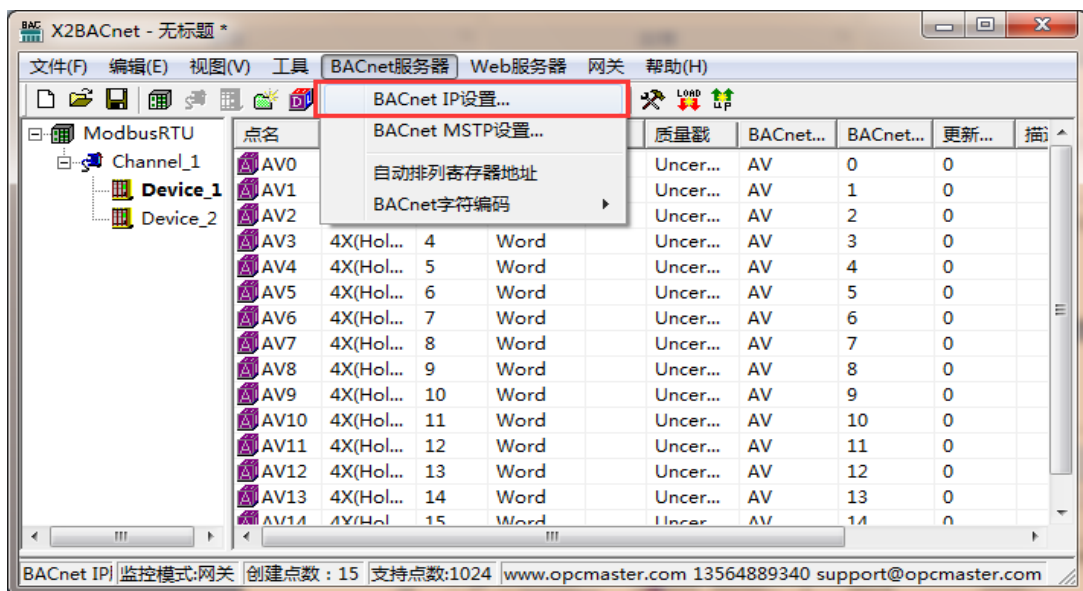 X2BACnet - 无标题 *
文件(F) 编辑(E) 视图(V) 工具 BACnet服务器 Web服务器 网关 帮助(H)
BACnet IP设置...
BACnet MSTP设置...
自动排列寄存器地址
BACnet字符编码
ModbusRTU
Channel_1
Device_1
Device_2
点名 质量戳 BACnet... BACnet... 更新...
AV0 Uncer... AV 0 0
AV1 Uncer... AV 1 0
AV2 Uncer... AV 2 0
AV3 4X(Hol... 4 Word Uncer... AV 3 0
AV4 4X(Hol... 5 Word Uncer... AV 4 0
AV5 4X(Hol... 6 Word Uncer... AV 5 0
AV6 4X(Hol... 7 Word Uncer... AV 6 0
AV7 4X(Hol... 8 Word Uncer... AV 7 0
AV8 4X(Hol... 9 Word Uncer... AV 8 0
AV9 4X(Hol... 10 Word Uncer... AV 9 0
AV10 4X(Hol... 11 Word Uncer... AV 10 0
AV11 4X(Hol... 12 Word Uncer... AV 11 0
AV12 4X(Hol... 13 Word Uncer... AV 12 0
AV13 4X(Hol... 14 Word Uncer... AV 13 0
AV14 4X(Hol 15 Word Uncer AV 14 0
BACnet IP 监控模式:网关 创建点数：15 支持点数:1024 www.opcmaster.com 13564889340 support@opcmaster.com